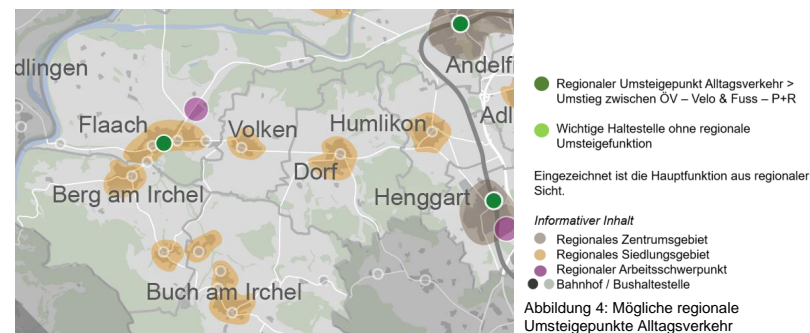 dlingen
Andelf
Flaach
Volken
Humlikon
Adl
Dorf
Berg am Irchel
Henggart
Buch am Irchel
Regionaler Umsteigepunkt Alltagsverkehr >
Umstieg zwischen ÖV – Velo & Fuss – P+R
Wichtige Haltestelle ohne regionale
Umsteigefunktion
Eingezeichnet ist die Hauptfunktion aus regionaler
Sicht.
Informativer Inhalt
Regionales Zentrumsgebiet
Regionales Siedlungsgebiet
Regionaler Arbeitsschwerpunkt
Bahnhof / Bushaltestelle
Abbildung 4: Mögliche regionale
Umsteigepunkte Alltagsverkehr